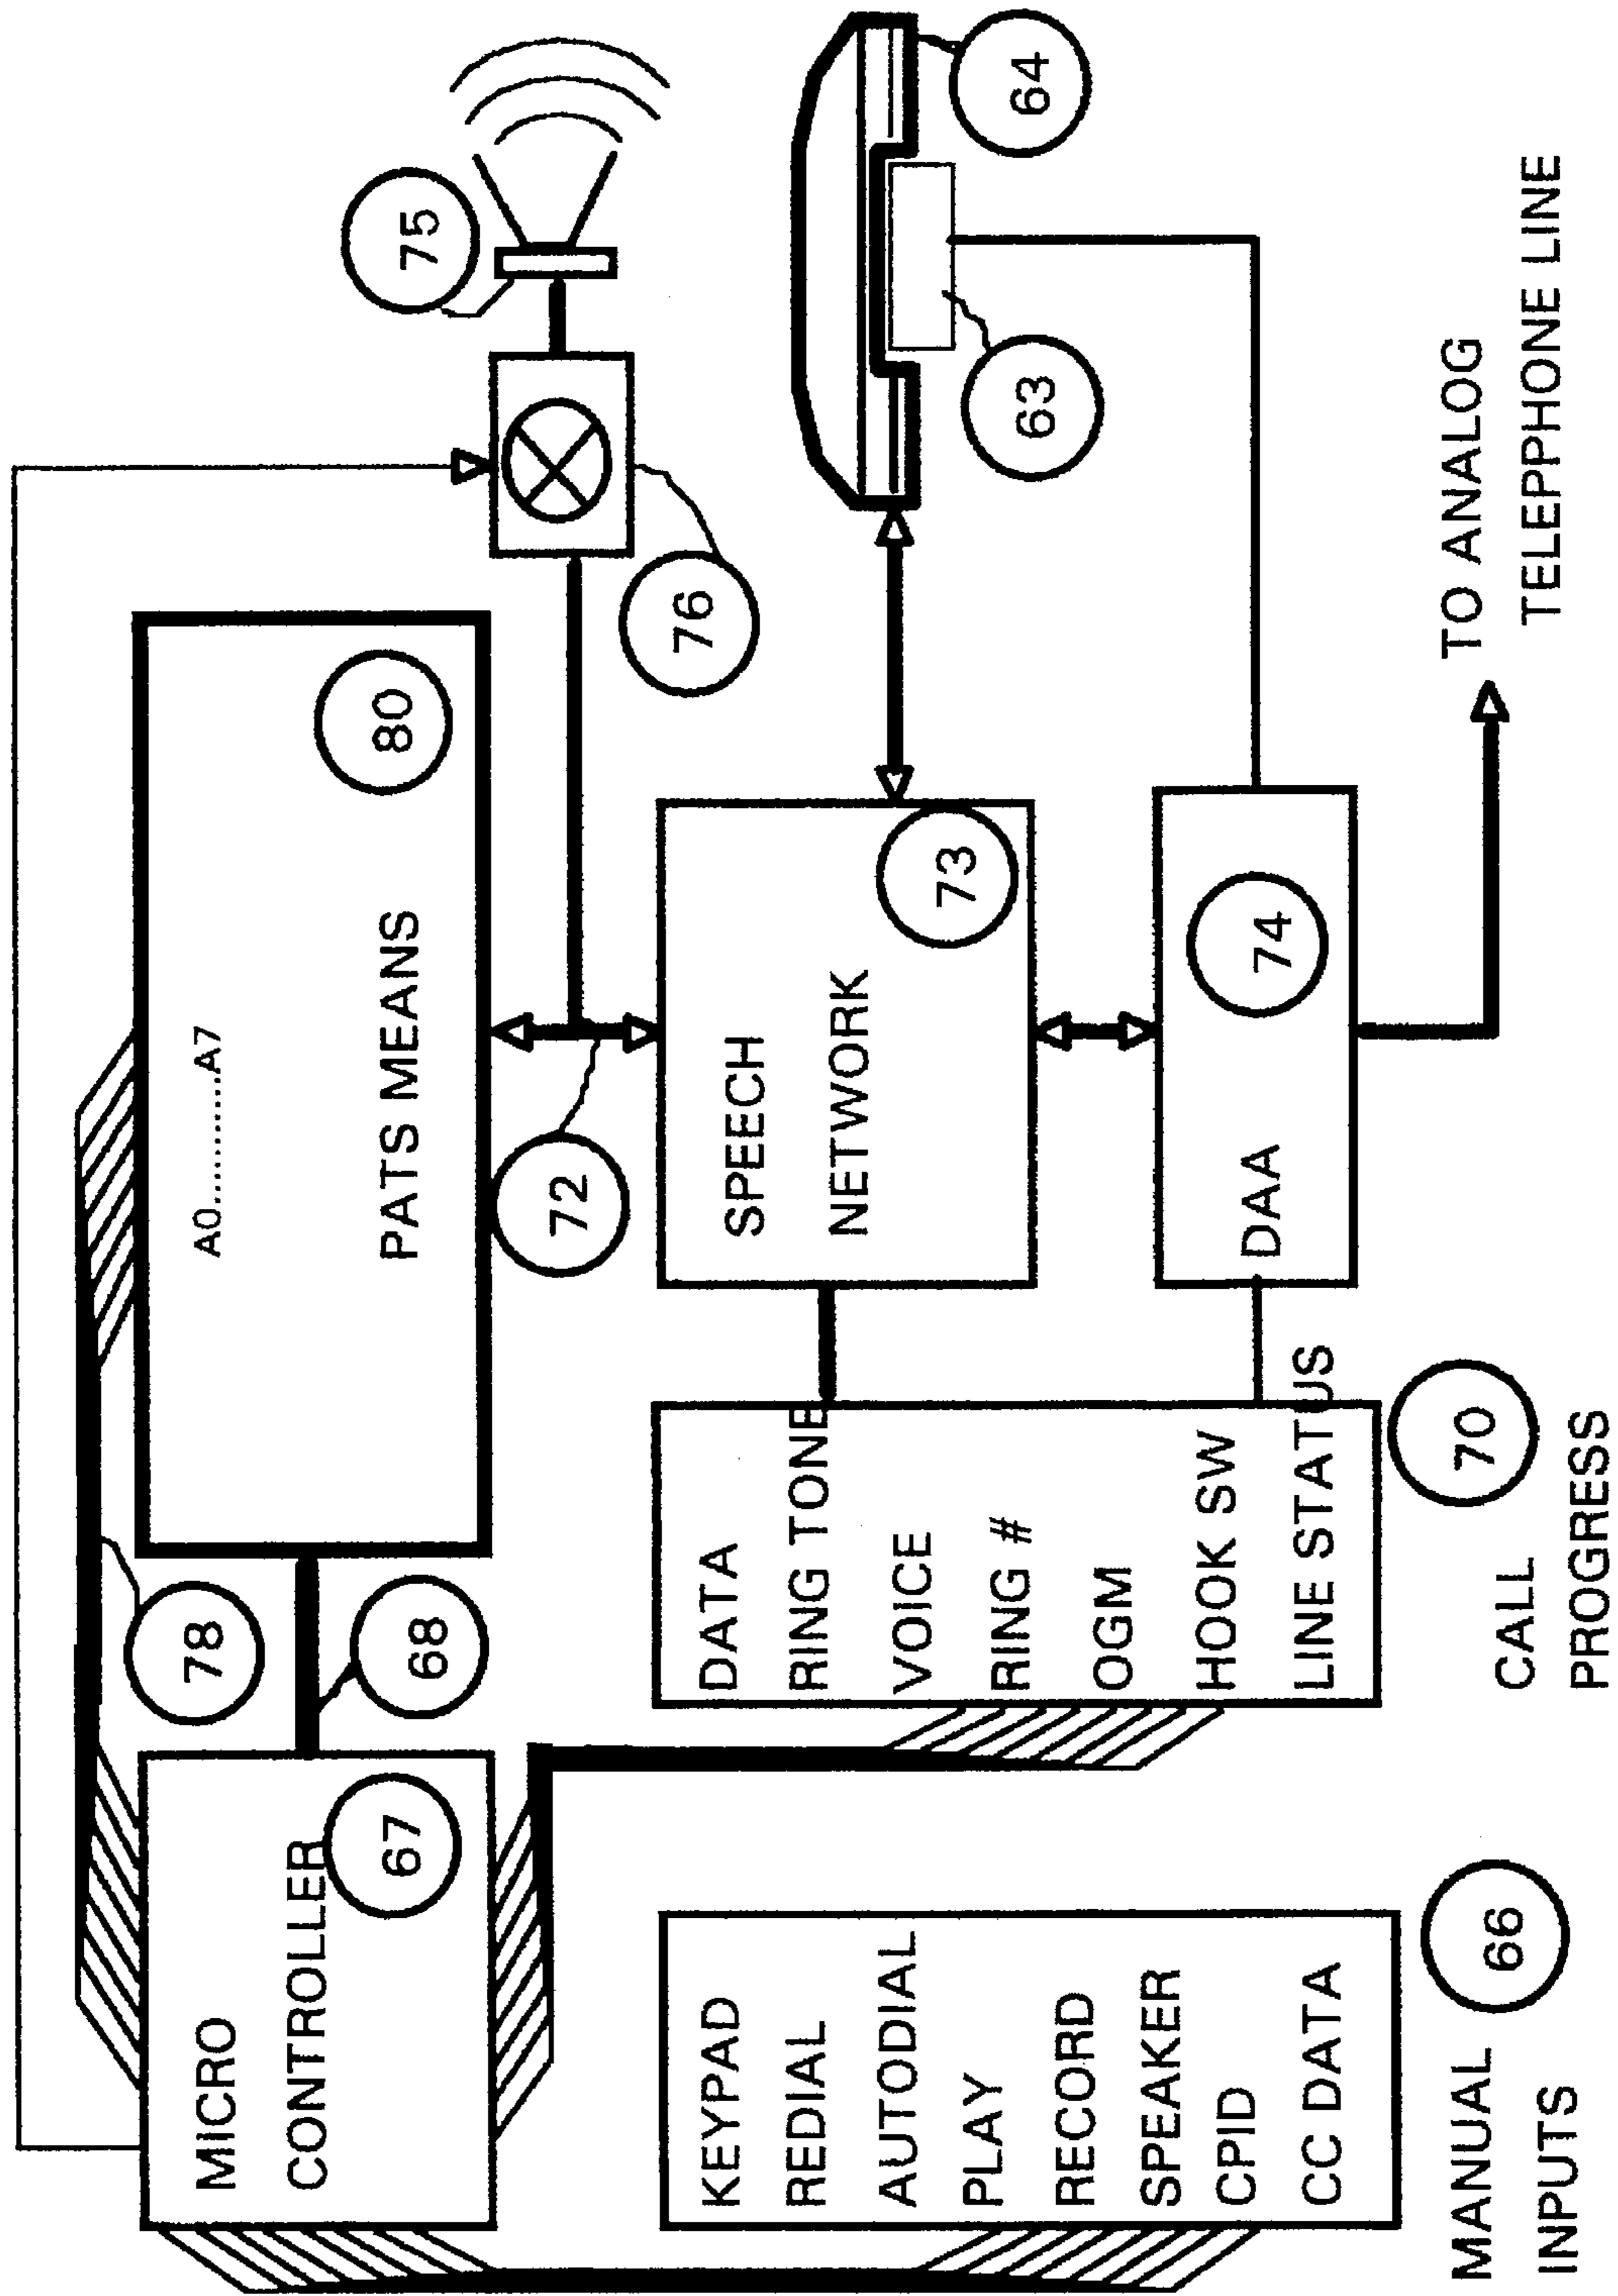 MICRO
CONTROLLER
67
78
68
A0..........A7
PATS MEANS
80
75
76
72
KEYPAD
REDIAL
AUTODIAL
PLAY
RECORD
SPEAKER
CPID
CC DATA
MANUAL
INPUTS
66
DATA
RING TONE
VOICE
RING #
OGM
HOOK SW
LINE STATUS
CALL
PROGRESS
70
SPEECH
NETWORK
73
DAA
74
64
63
TO ANALOG
TELEPPHONE LINE